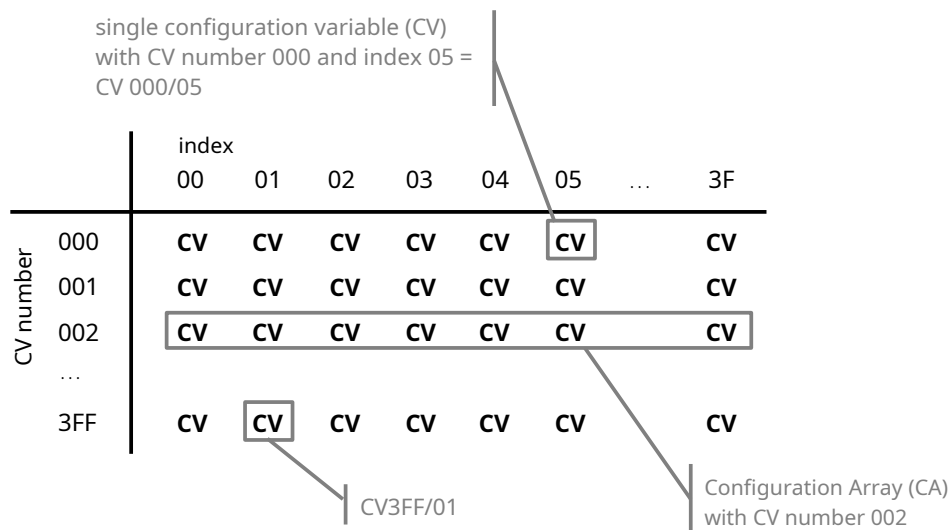 single configuration variable (CV)
with CV number 000 and index 05 =
CV 000/05
index
00 01 02 03 04 05 ... 3F
CV number
000 CV CV CV CV CV CV CV
001 CV CV CV CV CV CV CV
002 CV CV CV CV CV CV CV
...
3FF CV CV CV CV CV CV CV
CV3FF/01
Configuration Array (CA)
with CV number 002